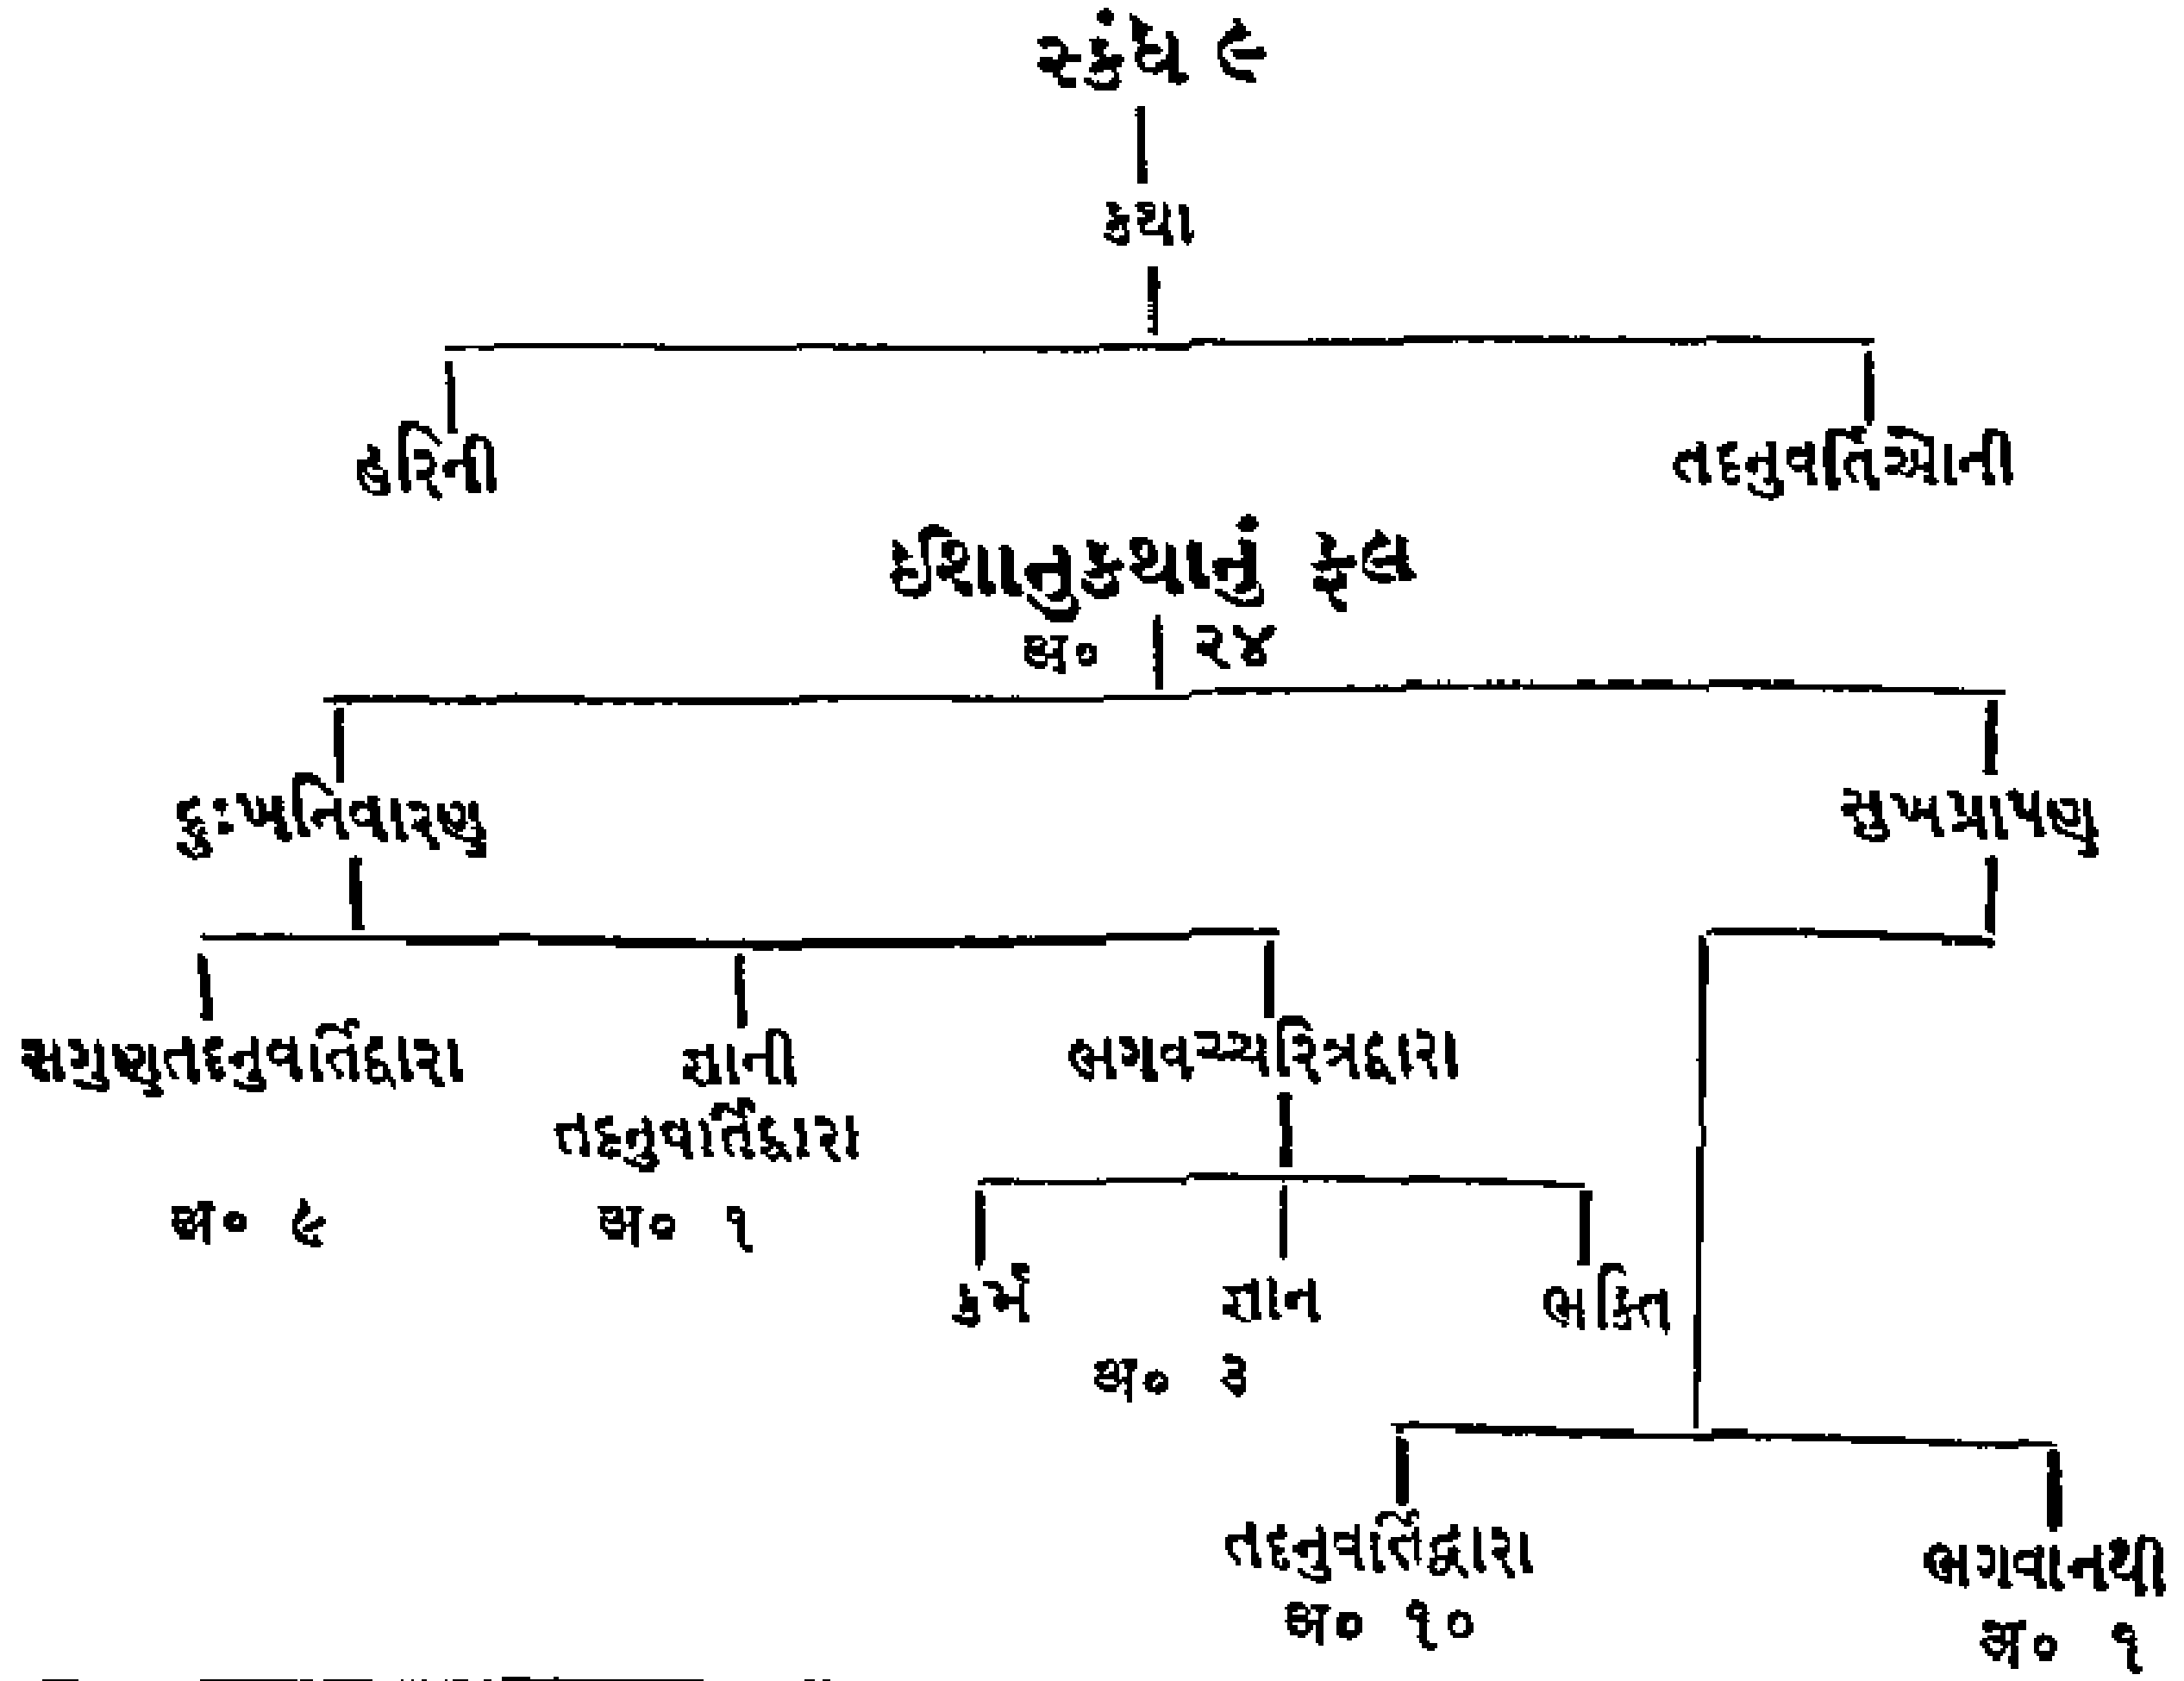 સ્કંધ ૯
કથા
હરિની
તદનુવર્તિઓની
ઈશાનુકથાનું ફલ
અ૦ ૨૪
દુઃખનિવારણ
સુખપ્રાપણ
સગુણતદનુવર્તિદ્વારા
જ્ઞાની
તદનુવર્તિદ્વારા
ભગવચ્ચરિત્રદ્વારા
અ૦ ૯
અ૦ ૧
કર્મ
જ્ઞાન
ભક્તિ
અ૦ ૩
તદનુવર્તિદ્વારા
અ૦ ૧૦
ભગવાનથી
અ૦ ૧